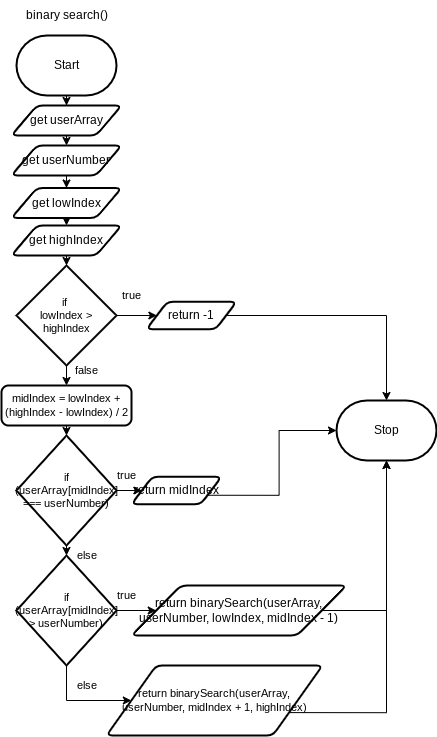 binary search()
Start
get userArray
get userNumber
get lowIndex
get highIndex
if
lowIndex >
highIndex
true
return -1
false
midIndex = lowIndex +
(highIndex - lowIndex) / 2
Stop
if
(userArray[midIndex]
=== userNumber)
true
return midIndex
else
if
(userArray[midIndex]
> userNumber)
true
return binarySearch(userArray,
userNumber, lowIndex, midIndex - 1)
else
return binarySearch(userArray,
userNumber, midIndex + 1, highIndex)